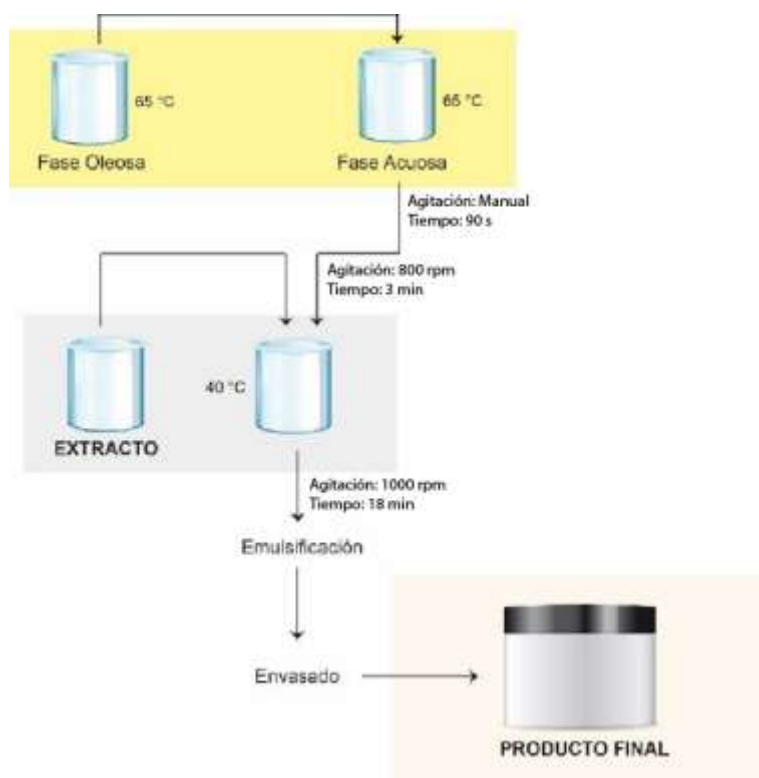 65 °C
65 °C
Fase Oleosa
Fase Acuosa
Agitación: Manual
Tiempo: 90 s
Agitación: 800 rpm
Tiempo: 3 min
40 °C
EXTRACTO
Agitación: 1000 rpm
Tiempo: 18 min
Emulsificación
Envasado
PRODUCTO FINAL